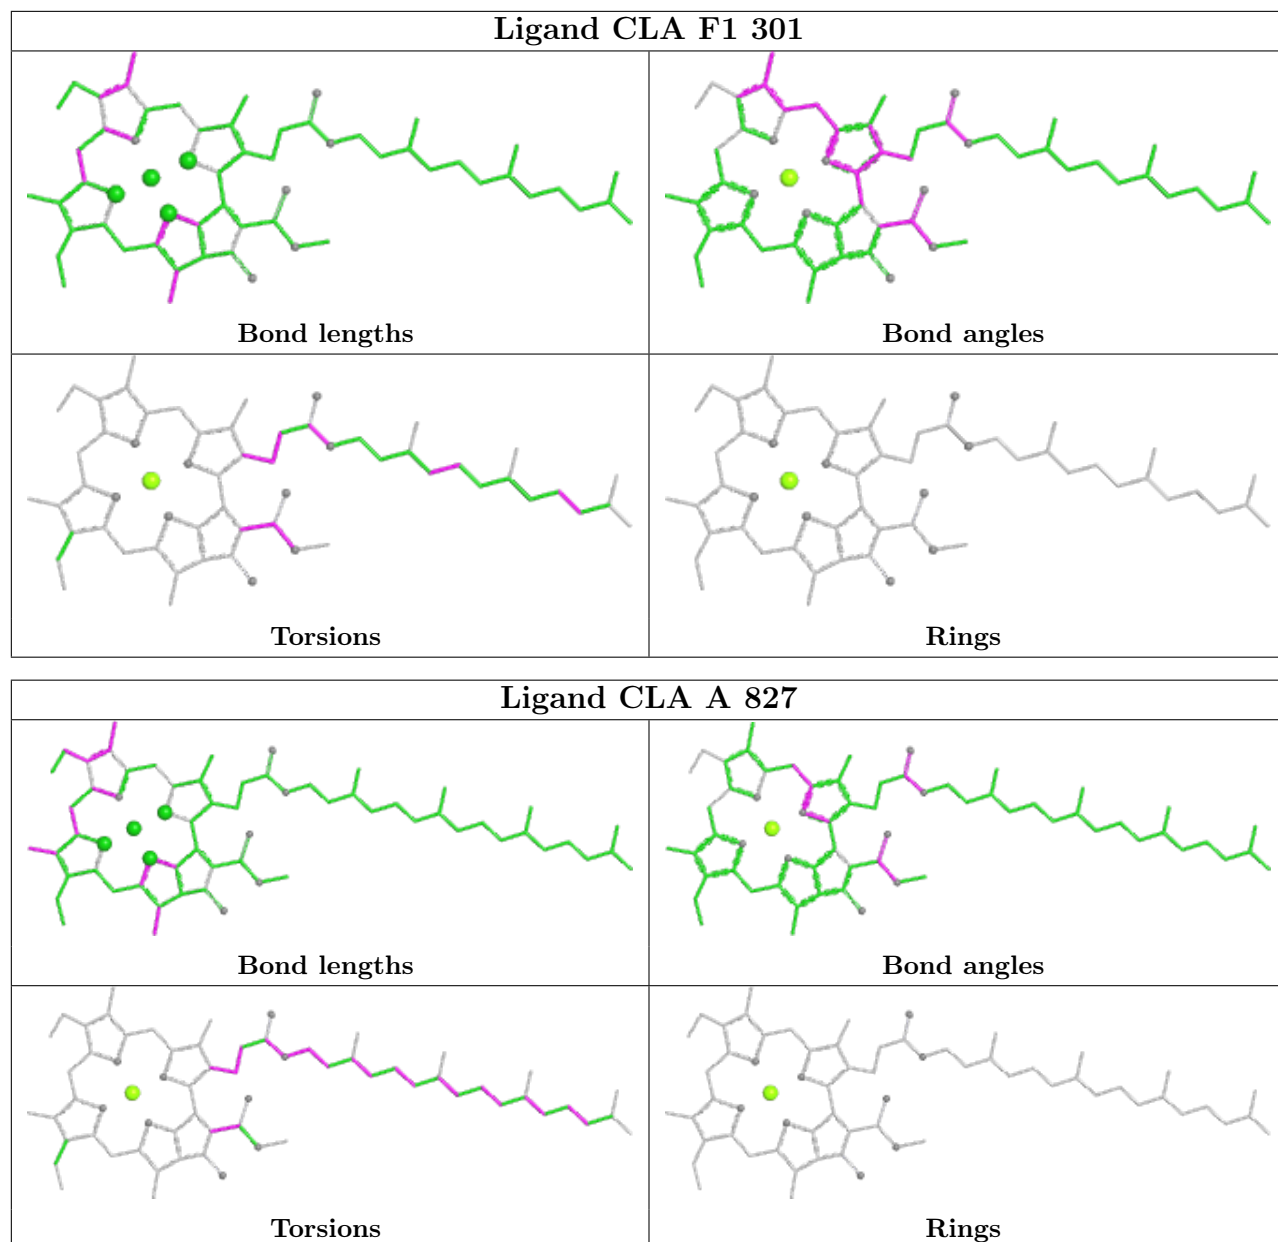 Ligand CLA F1 301
Bond lengths
Bond angles
Torsions
Rings
Ligand CLA A 827
Bond lengths
Bond angles
Torsions
Rings